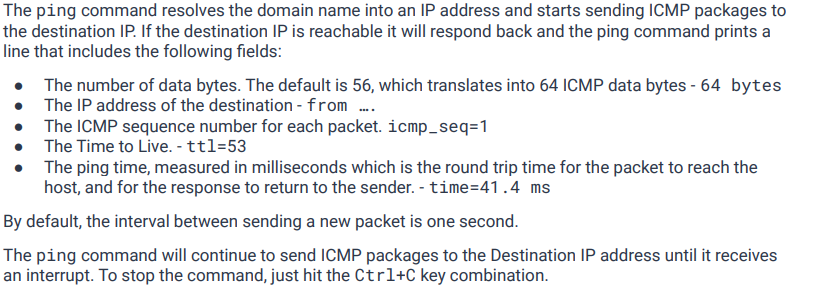 The ping command resolves the domain name into an IP address and starts sending ICMP packages to
the destination IP. If the destination IP is reachable it will respond back and the ping command prints a
line that includes the following fields:
● The number of data bytes. The default is 56, which translates into 64 ICMP data bytes - 64 bytes
● The IP address of the destination - from ….
● The ICMP sequence number for each packet. icmp_seq=1
● The Time to Live. - ttl=53
● The ping time, measured in milliseconds which is the round trip time for the packet to reach the
host, and for the response to return to the sender. - time=41.4 ms
By default, the interval between sending a new packet is one second.
The ping command will continue to send ICMP packages to the Destination IP address until it receives
an interrupt. To stop the command, just hit the Ctrl+C key combination.